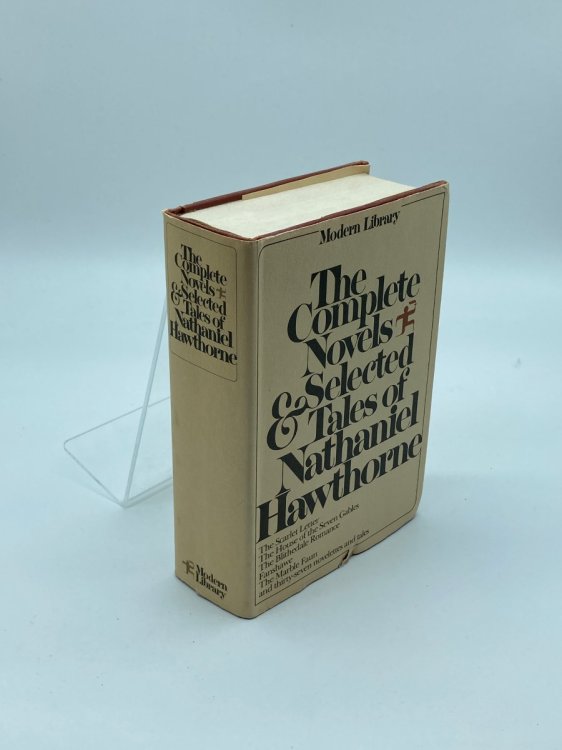 The
Complete
Novels
& Selected
Tales of
Nathaniel
Hawthorne
Modern
Library
Modern Library
The
Complete
Novels
& Selected
Tales of
Nathaniel
Hawthorne
The Scarlet Letter
The House of the Seven Gables
The Blithedale Romance
Fanshawe
The Marble Faun
and thirty-seven novelettes and tales